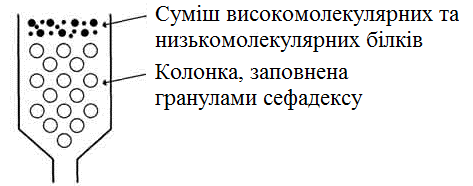 Суміш високомолекулярних та
низькомолекулярних білків
Колонка, заповнена
гранулами сефадексу